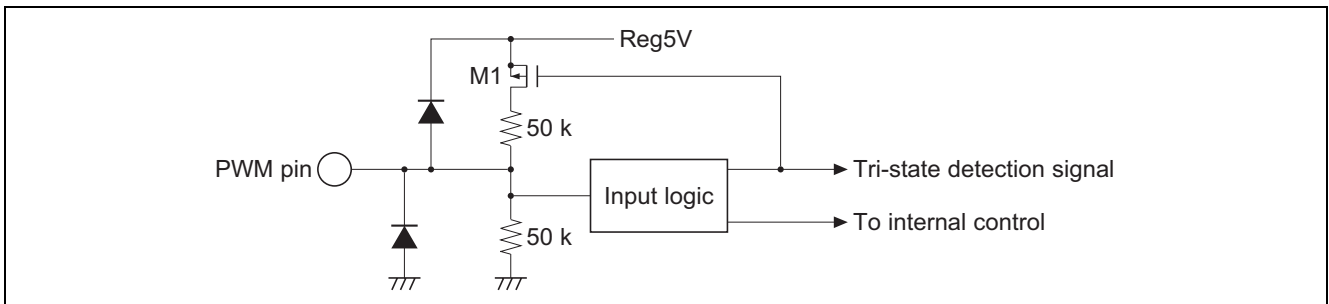 Reg5V
M1
50 k
PWM pin
Tri-state detection signal
Input logic
To internal control
50 k